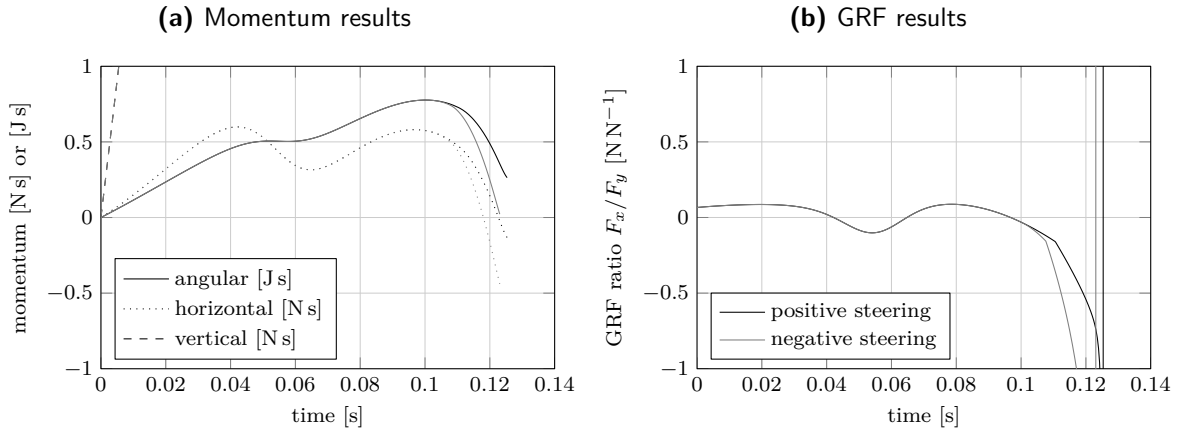 (a) Momentum results
momentum [N s] or [J s]
1
0.5
0
−0.5
−1
angular [J s]
horizontal [N s]
vertical [N s]
0 0.02 0.04 0.06 0.08 0.1 0.12 0.14
time [s]
(b) GRF results
GRF ratio Fx/Fy [N N−1]
1
0.5
0
−0.5
−1
positive steering
negative steering
0 0.02 0.04 0.06 0.08 0.1 0.12 0.14
time [s]